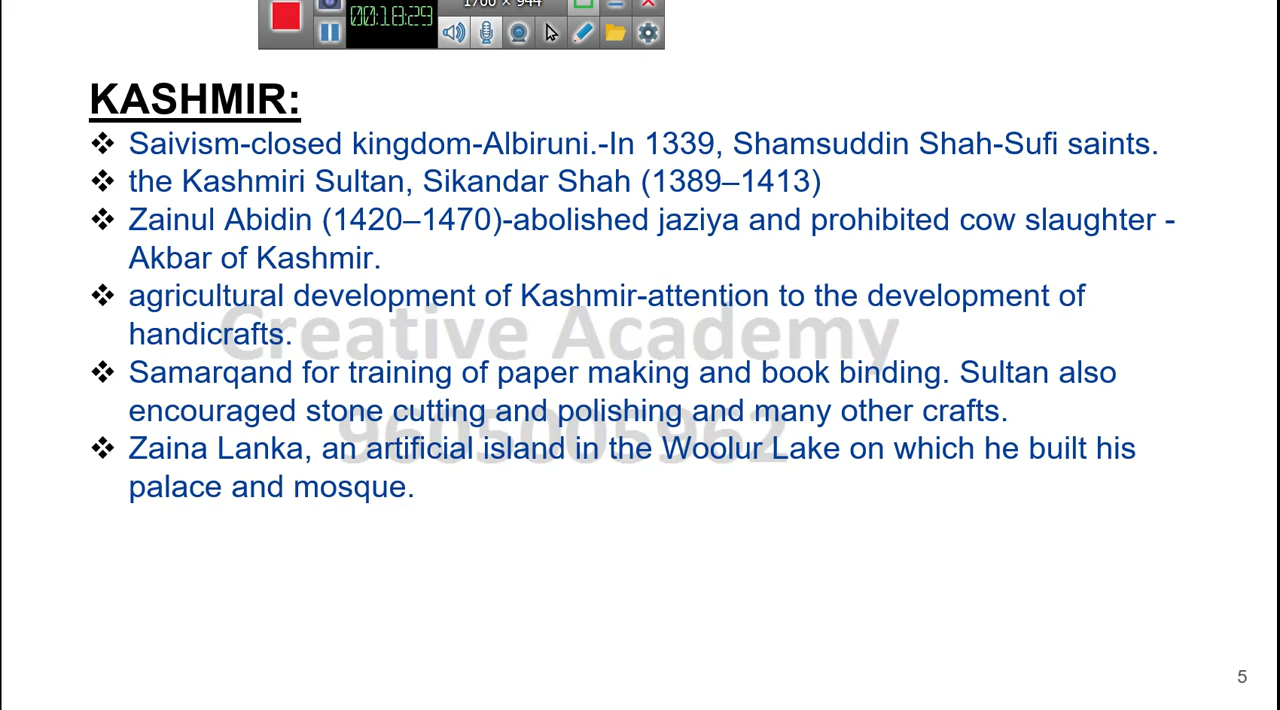 1700 × 944
00:18:29
KASHMIR:
❖ Saivism-closed kingdom-Albiruni.-In 1339, Shamsuddin Shah-Sufi saints.
❖ the Kashmiri Sultan, Sikandar Shah (1389–1413)
❖ Zainul Abidin (1420–1470)-abolished jaziya and prohibited cow slaughter -
Akbar of Kashmir.
❖ agricultural development of Kashmir-attention to the development of
handicrafts.
Creative Academy
❖ Samarqand for training of paper making and book binding. Sultan also
encouraged stone cutting and polishing and many other crafts.
9605005962
❖ Zaina Lanka, an artificial island in the Woolur Lake on which he built his
palace and mosque.
5